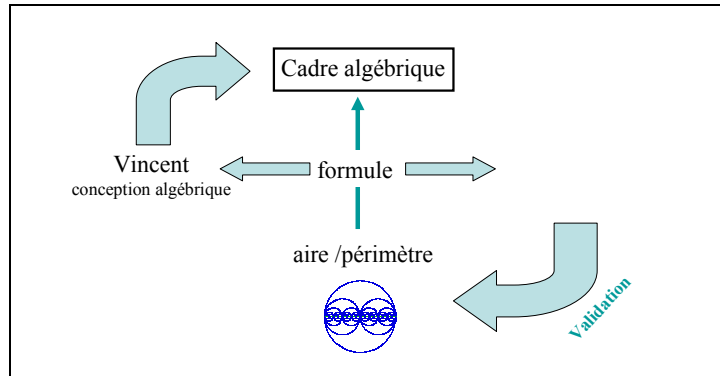 Cadre algébrique
Vincent
conception algébrique
formule
aire /périmètre
Validation